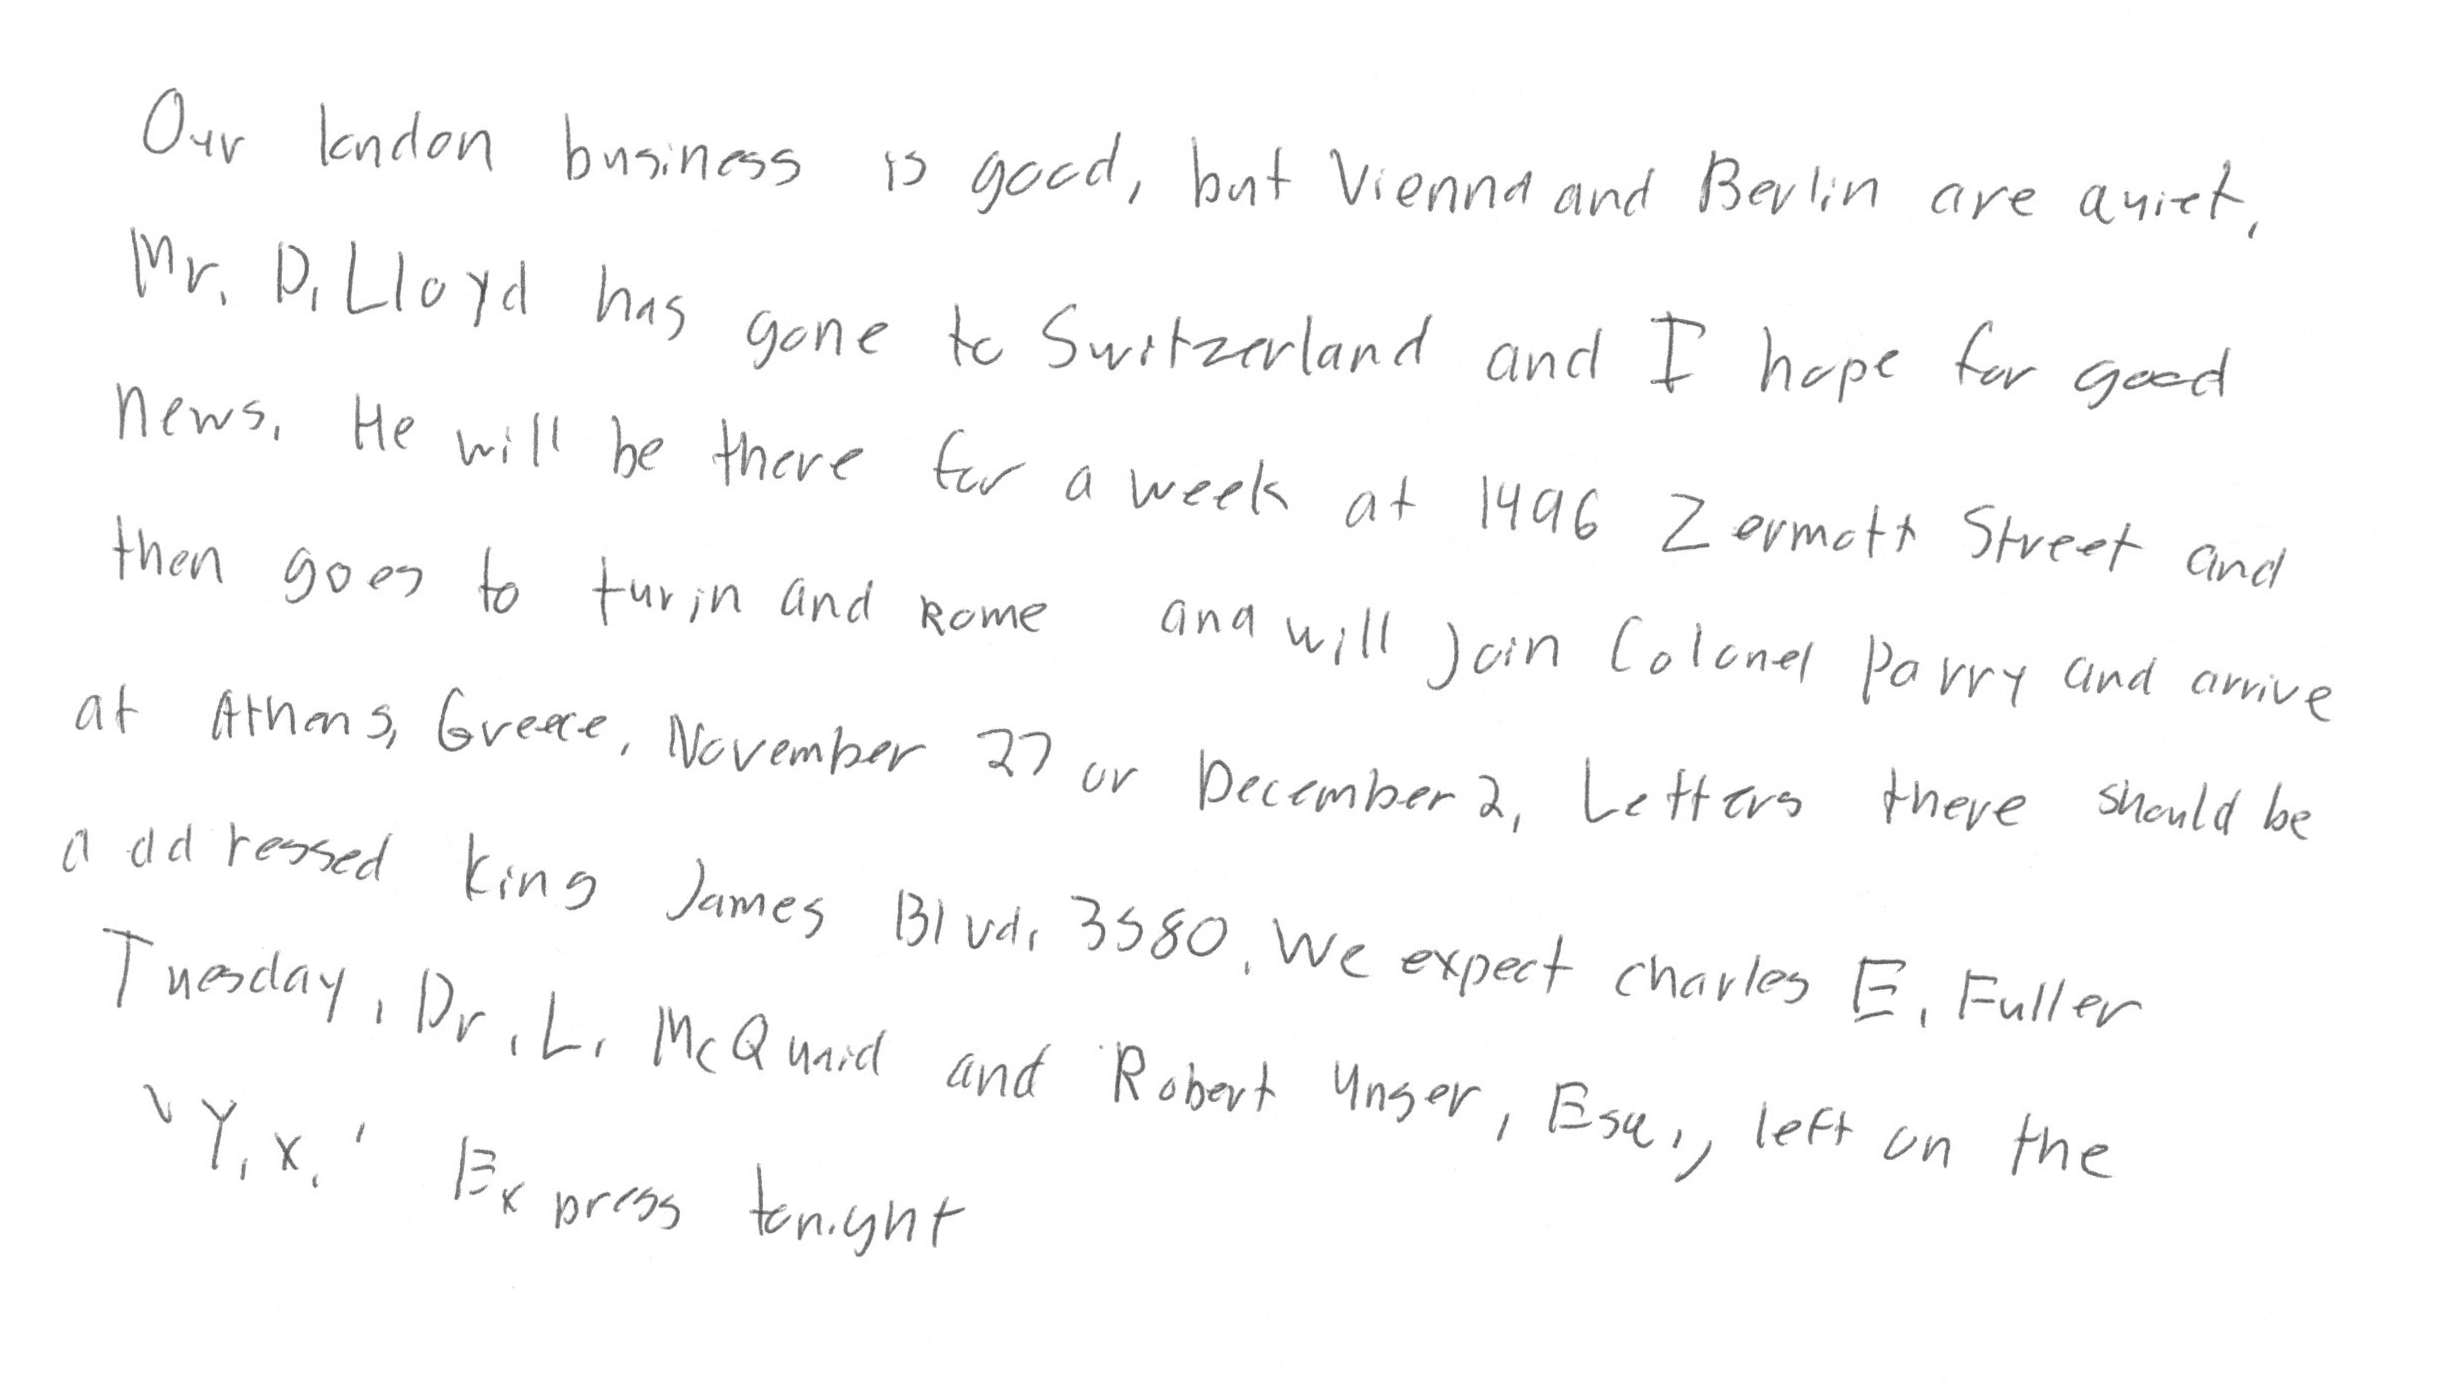 Our london business is good, but Vienna and Berlin are quiet.
Mr. D. Lloyd has gone to Switzerland and I hope for good
news. He will be there for a week at 1496 Zermott Street and
then goes to turin and Rome and will join Colonel Parry and arrive
at Athens, Greece, November 27 or December 2. Letters there should be
addressed King James Blvd. 3580. We expect charles E. Fuller
Tuesday. Dr. L. McQuaid and Robert Unger, Esq., left on the
'Y.x.' Express tonight